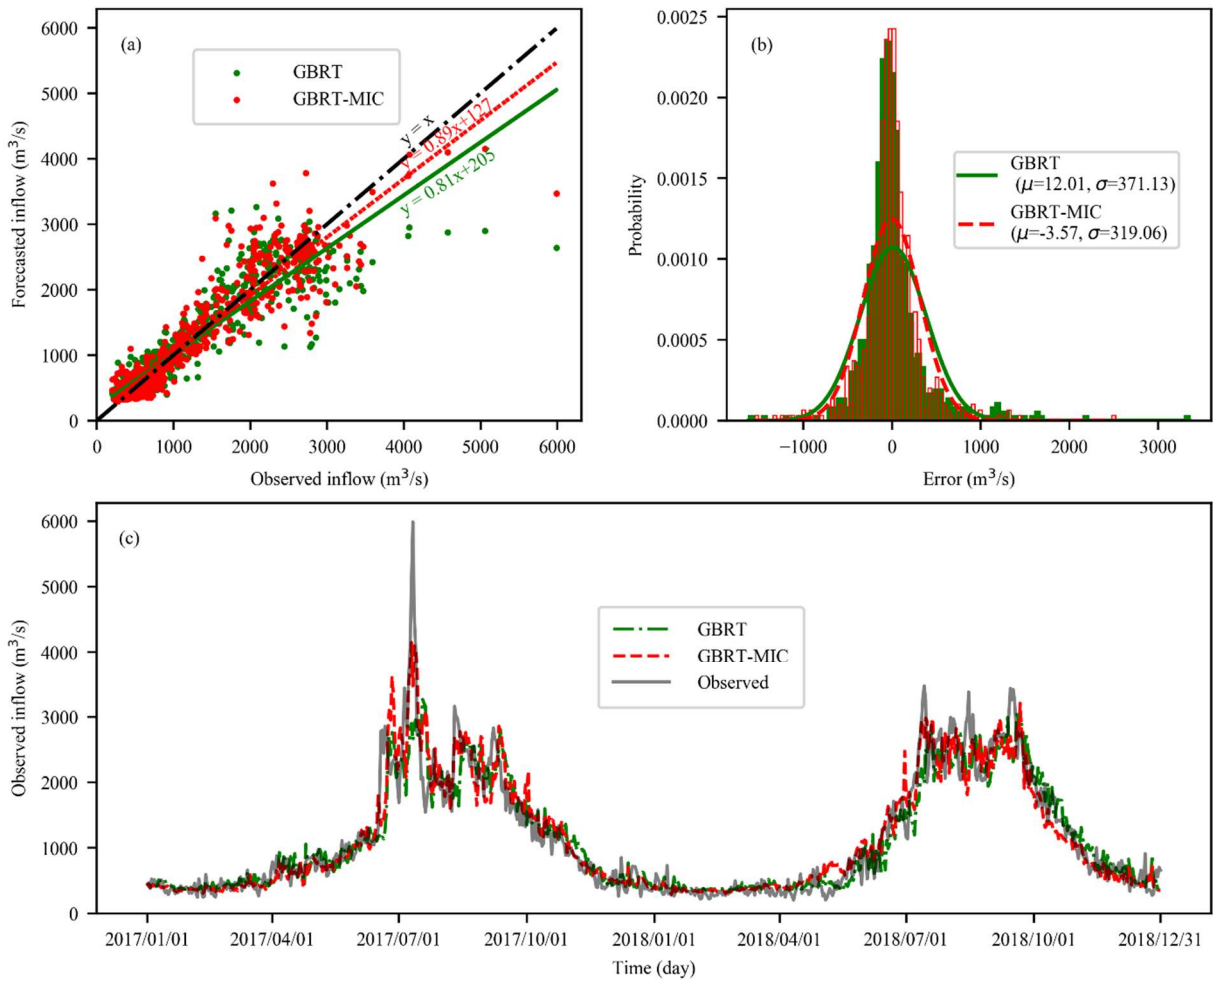 (a)
GBRT
GBRT-MIC
y = x
y = 0.89x+127
y = 0.81x+205
6000
5000
4000
3000
2000
1000
0
0 1000 2000 3000 4000 5000 6000
Forecasted inflow (m³/s)
Observed inflow (m³/s)
(b)
GBRT
(μ=12.01, σ=371.13)
GBRT-MIC
(μ=-3.57, σ=319.06)
0.0025
0.0020
0.0015
0.0010
0.0005
0.0000
−1000 0 1000 2000 3000
Probability
Error (m³/s)
(c)
GBRT
GBRT-MIC
Observed
6000
5000
4000
3000
2000
1000
0
2017/01/01 2017/04/01 2017/07/01 2017/10/01 2018/01/01 2018/04/01 2018/07/01 2018/10/01 2018/12/31
Observed inflow (m³/s)
Time (day)